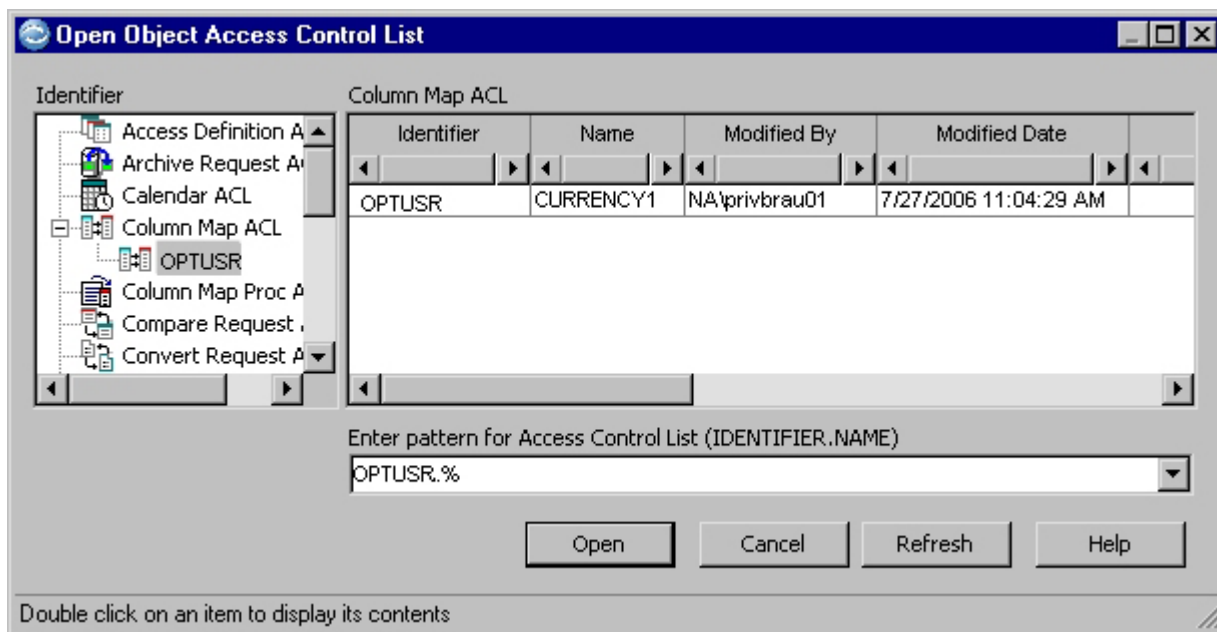 Open Object Access Control List
Identifier
Column Map ACL
Access Definition A
Archive Request A
Calendar ACL
Column Map ACL
OPTUSR
Column Map Proc A
Compare Request
Convert Request A
Identifier Name Modified By Modified Date
OPTUSR CURRENCY1 NA\privbrau01 7/27/2006 11:04:29 AM
Enter pattern for Access Control List (IDENTIFIER.NAME)
OPTUSR.%
Open Cancel Refresh Help
Double click on an item to display its contents